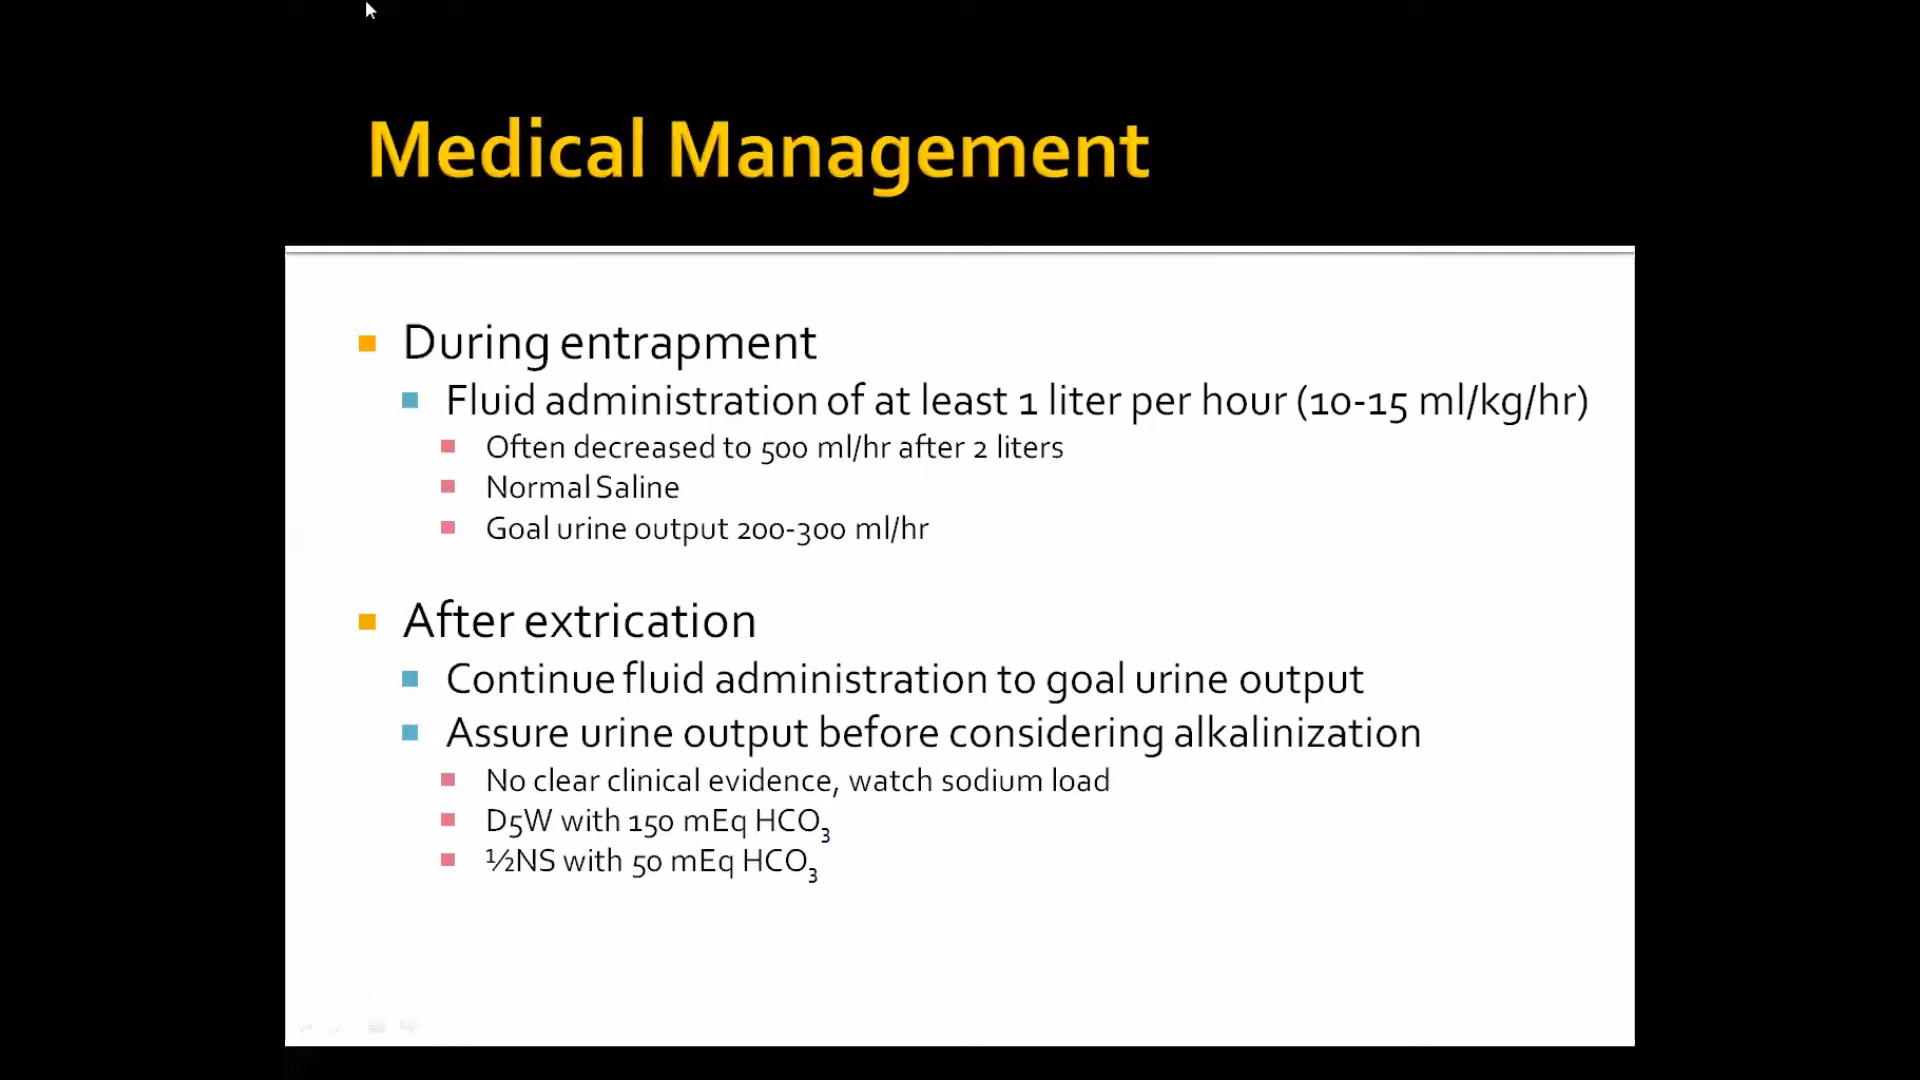 Medical Management
During entrapment
Fluid administration of at least 1 liter per hour (10-15 ml/kg/hr)
Often decreased to 500 ml/hr after 2 liters
Normal Saline
Goal urine output 200-300 ml/hr
After extrication
Continue fluid administration to goal urine output
Assure urine output before considering alkalinization
No clear clinical evidence, watch sodium load
D5W with 150 mEq HCO₃
½NS with 50 mEq HCO₃